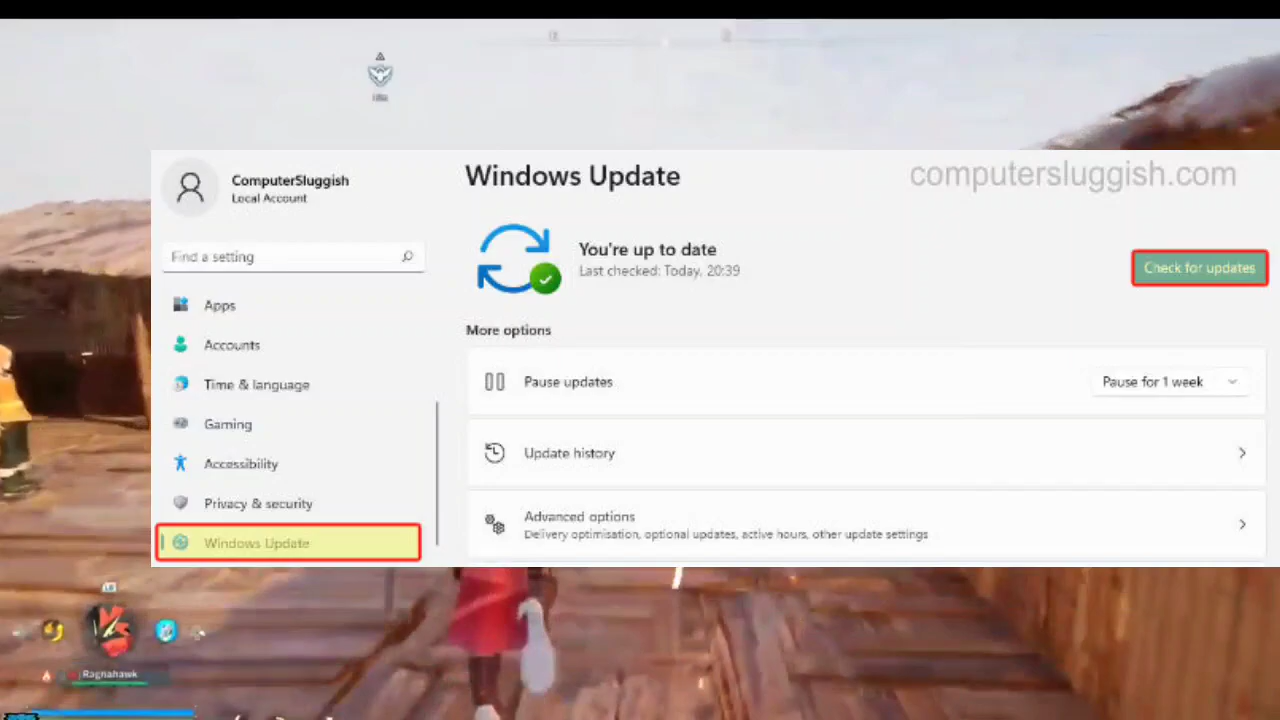 ComputerSluggish
Local Account
Find a setting
Apps
Accounts
Time & language
Gaming
Accessibility
Privacy & security
Windows Update
Windows Update
computersluggish.com
You're up to date
Last checked: Today, 20:39
Check for updates
More options
Pause updates
Pause for 1 week
Update history
Advanced options
Delivery optimisation, optional updates, active hours, other update settings
Ragnahawk